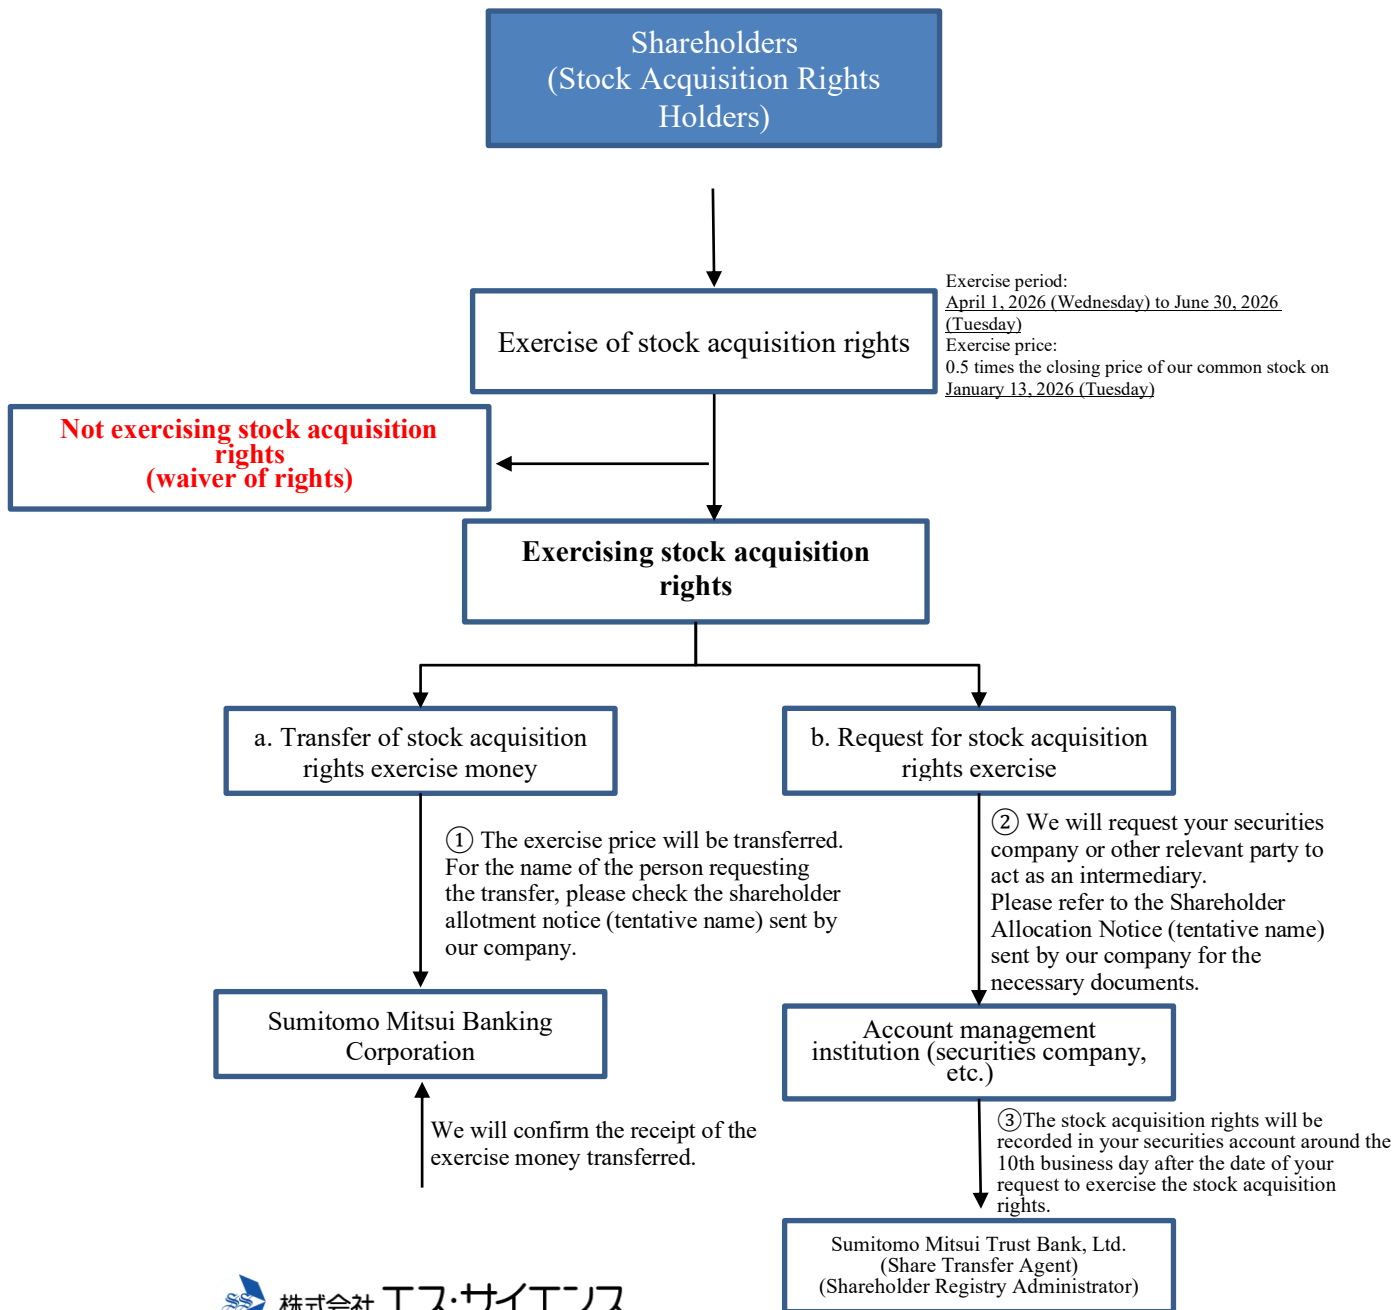 Shareholders
(Stock Acquisition Rights
Holders)
Exercise of stock acquisition rights
Exercise period:
April 1, 2026 (Wednesday) to June 30, 2026
(Tuesday)
Exercise price:
0.5 times the closing price of our common stock on
January 13, 2026 (Tuesday)
Not exercising stock acquisition
rights
(waiver of rights)
Exercising stock acquisition
rights
a. Transfer of stock acquisition
rights exercise money
b. Request for stock acquisition
rights exercise
① The exercise price will be transferred.
For the name of the person requesting
the transfer, please check the shareholder
allotment notice (tentative name) sent by
our company.
② We will request your securities
company or other relevant party to
act as an intermediary.
Please refer to the Shareholder
Allocation Notice (tentative name)
sent by our company for the
necessary documents.
Sumitomo Mitsui Banking
Corporation
Account management
institution (securities company,
etc.)
We will confirm the receipt of the
exercise money transferred.
③The stock acquisition rights will be
recorded in your securities account around the
10th business day after the date of your
request to exercise the stock acquisition
rights.
Sumitomo Mitsui Trust Bank, Ltd.
(Share Transfer Agent)
(Shareholder Registry Administrator)
株式会社 エス・サイエンス